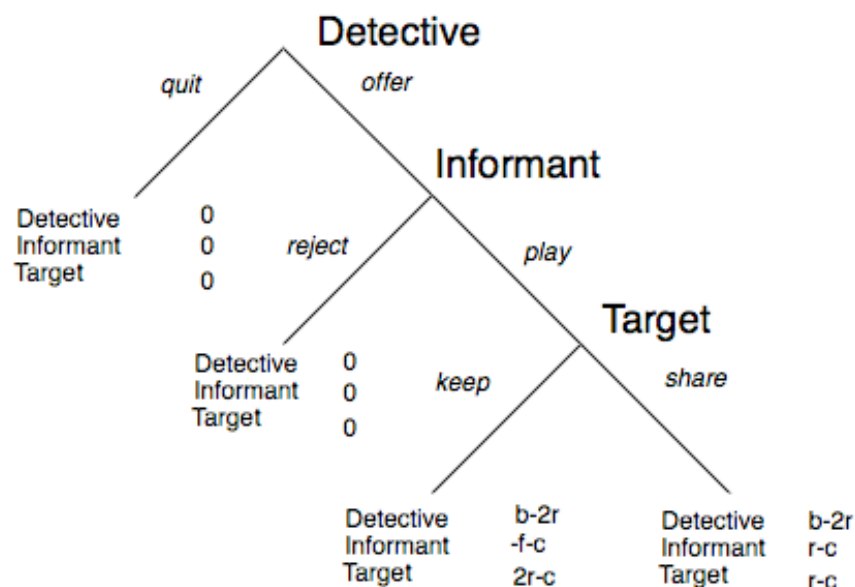 Detective
quit
offer
Informant
Detective 0
Informant 0
Target 0
reject
play
Target
Detective 0
Informant 0
Target 0
keep
share
Detective b-2r
Informant -f-c
Target 2r-c
Detective b-2r
Informant r-c
Target r-c